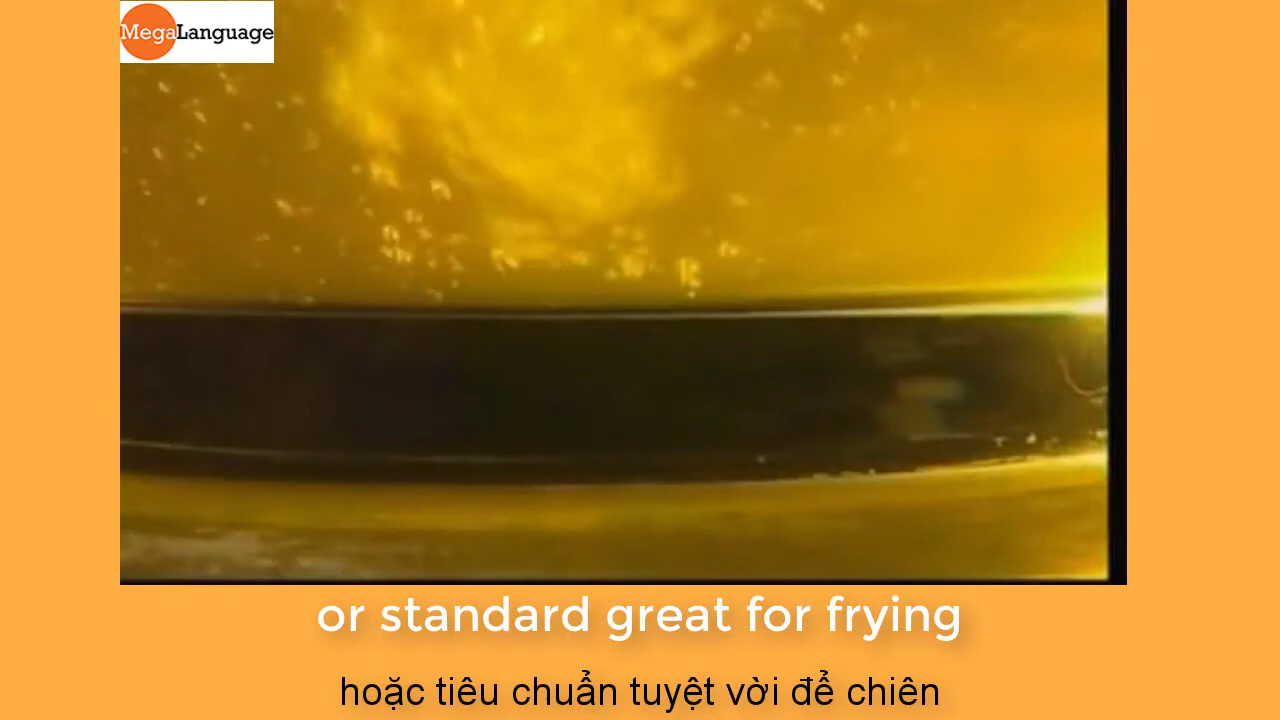 MegaLanguage
or standard great for frying
hoặc tiêu chuẩn tuyệt vời để chiên